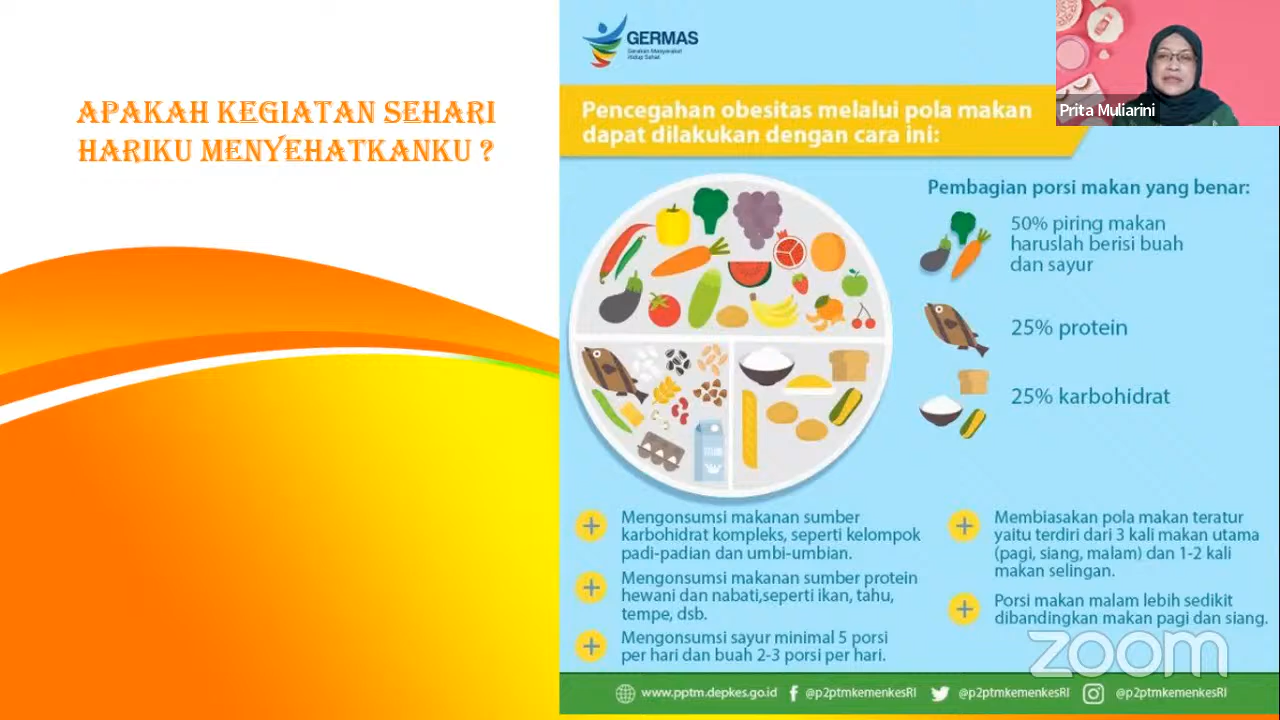 APAKAH KEGIATAN SEHARI
HARIKU MENYEHATKANKU ?
GERMAS
Gerakan Masyarakat
Hidup Sehat
Prita Muliarini
Pencegahan obesitas melalui pola makan
dapat dilakukan dengan cara ini:
Pembagian porsi makan yang benar:
50% piring makan
haruslah berisi buah
dan sayur
25% protein
25% karbohidrat
Mengonsumsi makanan sumber
karbohidrat kompleks, seperti kelompok
padi-padian dan umbi-umbian.
Mengonsumsi makanan sumber protein
hewani dan nabati,seperti ikan, tahu,
tempe, dsb.
Mengonsumsi sayur minimal 5 porsi
per hari dan buah 2-3 porsi per hari.
Membiasakan pola makan teratur
yaitu terdiri dari 3 kali makan utama
(pagi, siang, malam) dan 1-2 kali
makan selingan.
Porsi makan malam lebih sedikit
dibandingkan makan pagi dan siang.
zoom
www.pptm.depkes.go.id
@p2ptmkemenkesRI
@p2ptmkemenkesRI
@p2ptmkemenkesRI